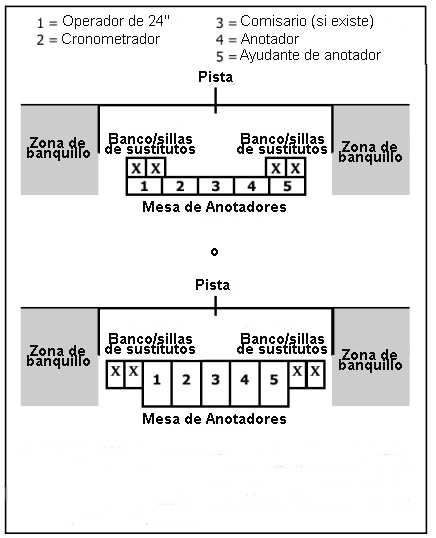 1 = Operador de 24"
2 = Cronometrador
3 = Comisario (si existe)
4 = Anotador
5 = Ayudante de anotador
Pista
Zona de
banquillo
Banco/sillas
de sustitutos
Banco/sillas
de sustitutos
Zona de
banquillo
X X X X
1 2 3 4 5
Mesa de Anotadores
o
Pista
Zona de
banquillo
Banco/sillas
de sustitutos
Banco/sillas
de sustitutos
Zona de
banquillo
X X 1 2 3 4 5 X X
Mesa de Anotadores